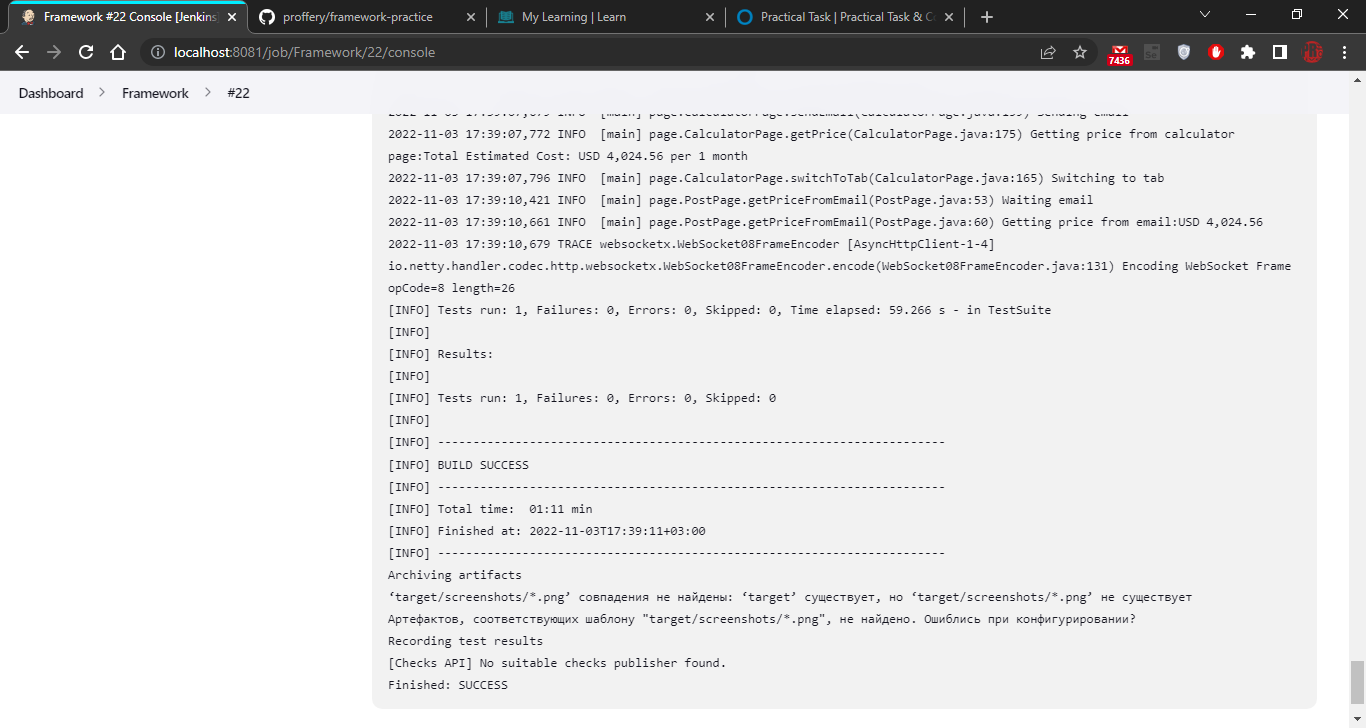 Framework #22 Console [Jenkins]
proffery/framework-practice
My Learning | Learn
Practical Task | Practical Task & C
localhost:8081/job/Framework/22/console
7436
Dashboard > Framework > #22
2022-11-03 17:39:07,772 INFO [main] page.CalculatorPage.getPrice(CalculatorPage.java:175) Getting price from calculator
page:Total Estimated Cost: USD 4,024.56 per 1 month
2022-11-03 17:39:07,796 INFO [main] page.CalculatorPage.switchToTab(CalculatorPage.java:165) Switching to tab
2022-11-03 17:39:10,421 INFO [main] page.PostPage.getPriceFromEmail(PostPage.java:53) Waiting email
2022-11-03 17:39:10,661 INFO [main] page.PostPage.getPriceFromEmail(PostPage.java:60) Getting price from email:USD 4,024.56
2022-11-03 17:39:10,679 TRACE websocketx.WebSocket08FrameEncoder [AsyncHttpClient-1-4]
io.netty.handler.codec.http.websocketx.WebSocket08FrameEncoder.encode(WebSocket08FrameEncoder.java:131) Encoding WebSocket Frame
opCode=8 length=26
[INFO] Tests run: 1, Failures: 0, Errors: 0, Skipped: 0, Time elapsed: 59.266 s - in TestSuite
[INFO]
[INFO] Results:
[INFO]
[INFO] Tests run: 1, Failures: 0, Errors: 0, Skipped: 0
[INFO]
[INFO] ------------------------------------------------------------------------
[INFO] BUILD SUCCESS
[INFO] ------------------------------------------------------------------------
[INFO] Total time:  01:11 min
[INFO] Finished at: 2022-11-03T17:39:11+03:00
[INFO] ------------------------------------------------------------------------
Archiving artifacts
‘target/screenshots/*.png’ совпадения не найдены: ‘target’ существует, но ‘target/screenshots/*.png’ не существует
Артефактов, соответствующих шаблону "target/screenshots/*.png", не найдено. Ошиблись при конфигурировании?
Recording test results
[Checks API] No suitable checks publisher found.
Finished: SUCCESS